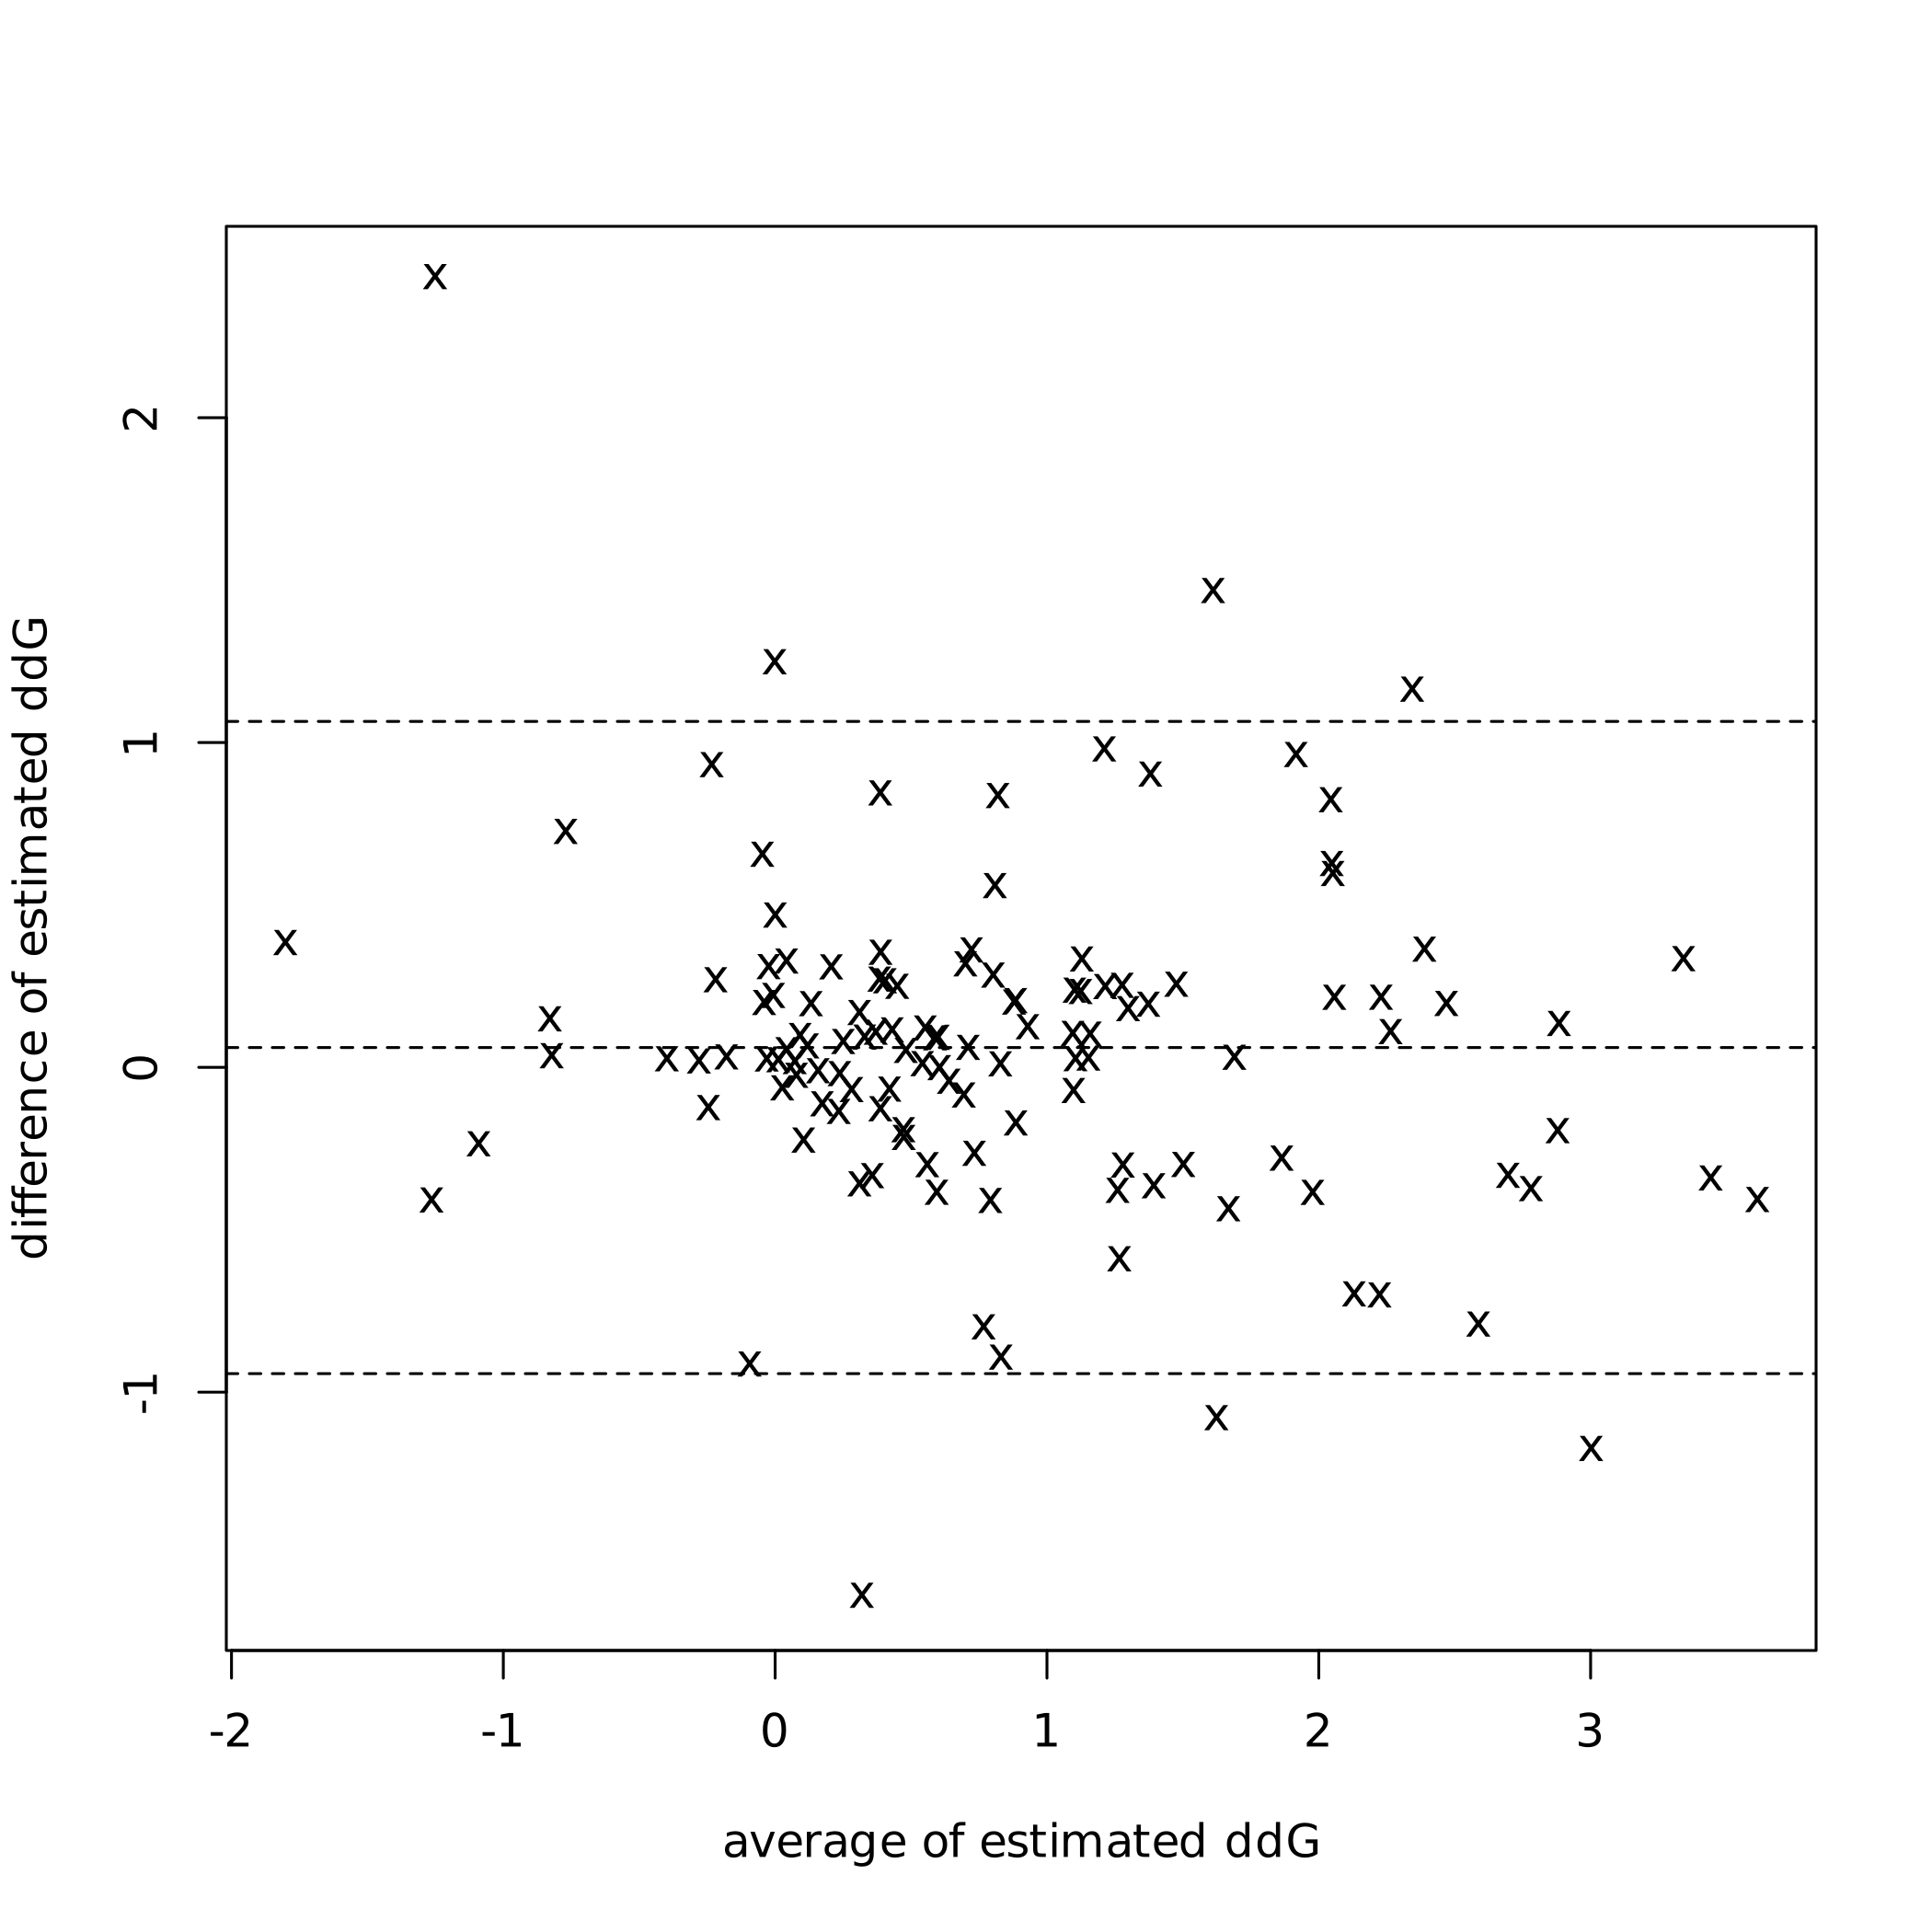 difference of estimated ddG
2
1
0
-1
-2 -1 0 1 2 3
average of estimated ddG